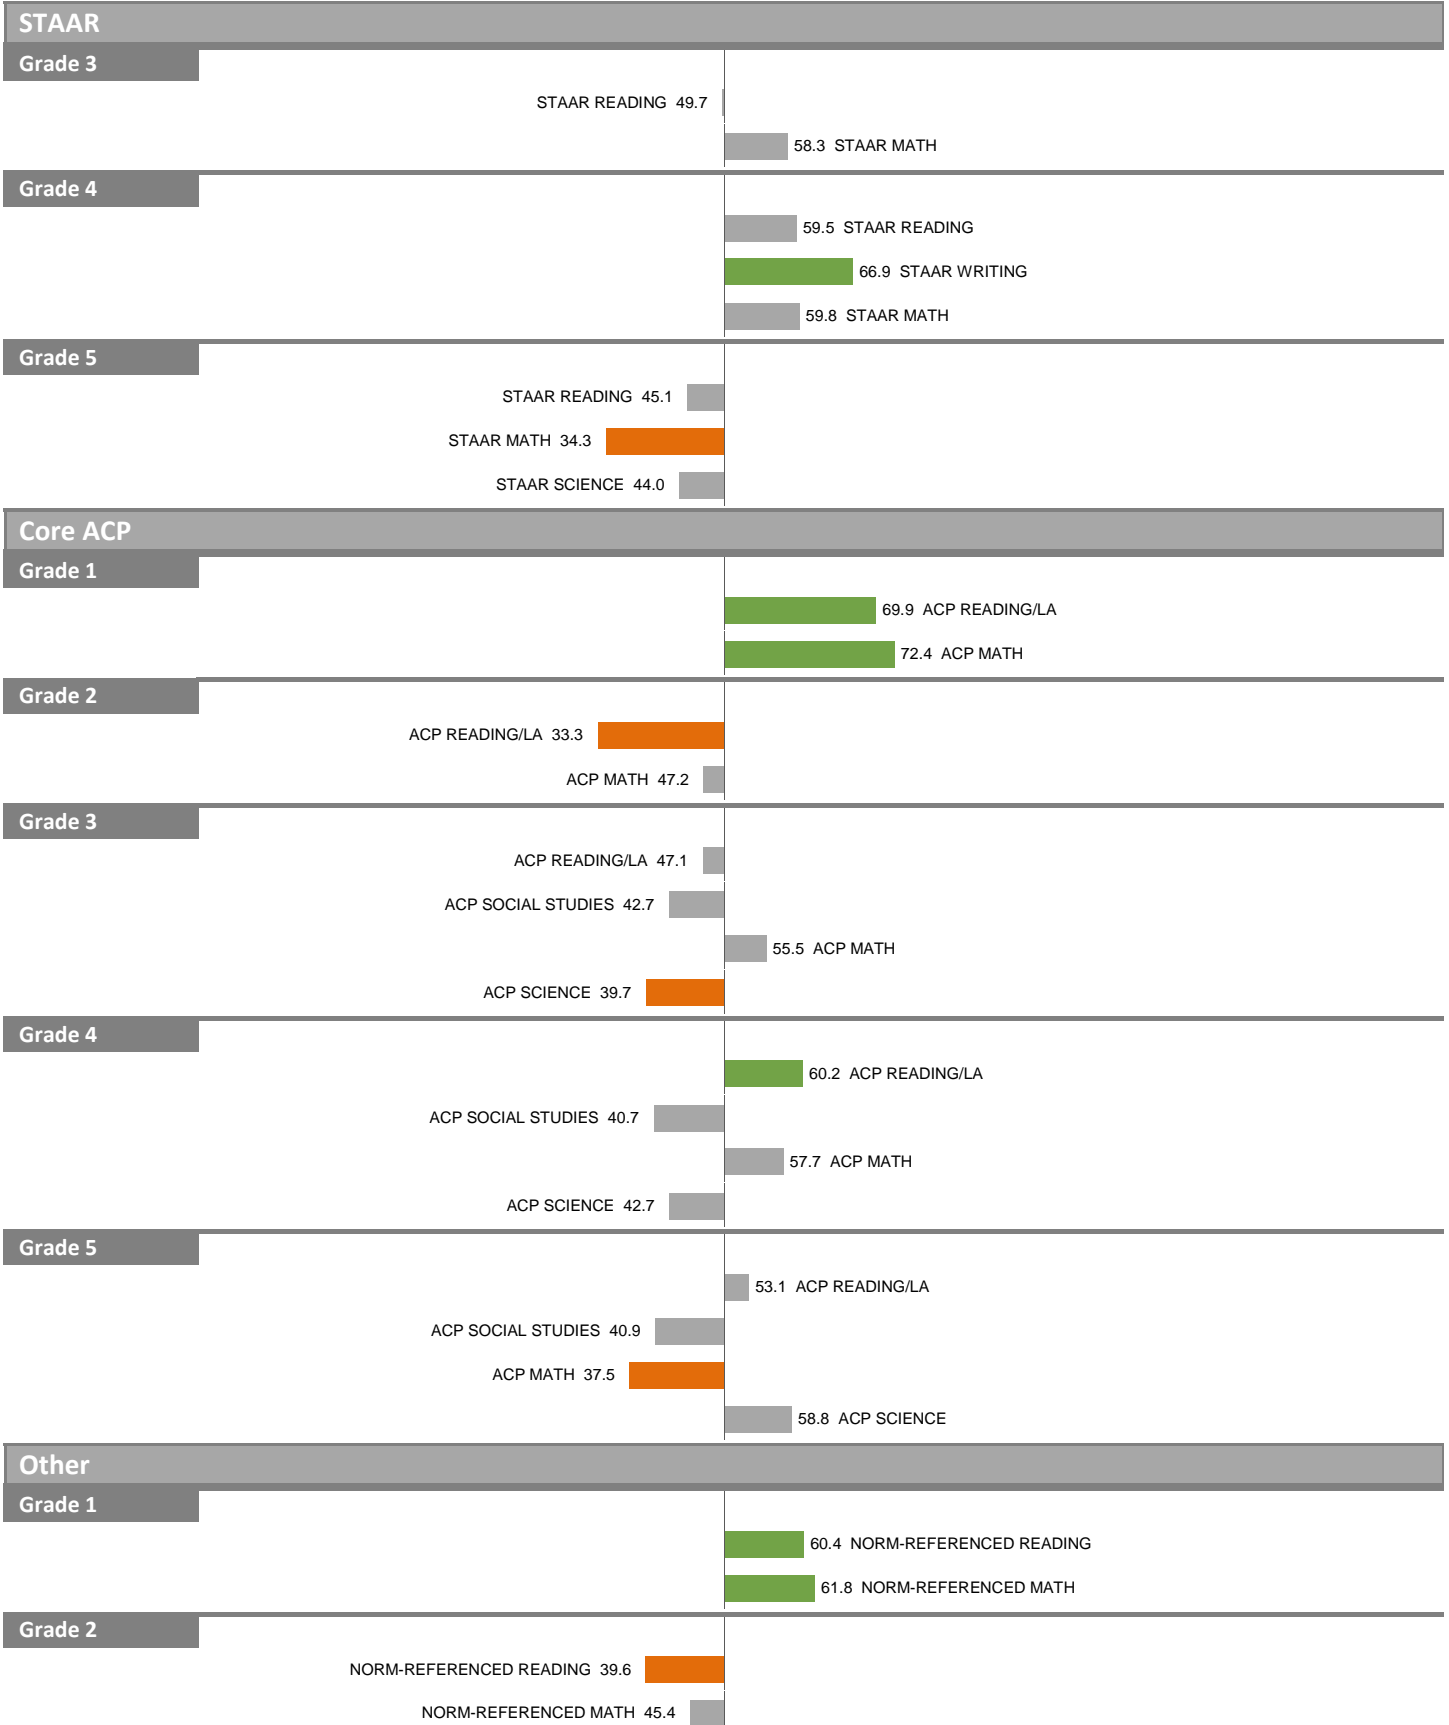 STAAR
Grade 3
STAAR READING 49.7
58.3 STAAR MATH
Grade 4
59.5 STAAR READING
66.9 STAAR WRITING
59.8 STAAR MATH
Grade 5
STAAR READING 45.1
STAAR MATH 34.3
STAAR SCIENCE 44.0
Core ACP
Grade 1
69.9 ACP READING/LA
72.4 ACP MATH
Grade 2
ACP READING/LA 33.3
ACP MATH 47.2
Grade 3
ACP READING/LA 47.1
ACP SOCIAL STUDIES 42.7
55.5 ACP MATH
ACP SCIENCE 39.7
Grade 4
60.2 ACP READING/LA
ACP SOCIAL STUDIES 40.7
57.7 ACP MATH
ACP SCIENCE 42.7
Grade 5
53.1 ACP READING/LA
ACP SOCIAL STUDIES 40.9
ACP MATH 37.5
58.8 ACP SCIENCE
Other
Grade 1
60.4 NORM-REFERENCED READING
61.8 NORM-REFERENCED MATH
Grade 2
NORM-REFERENCED READING 39.6
NORM-REFERENCED MATH 45.4